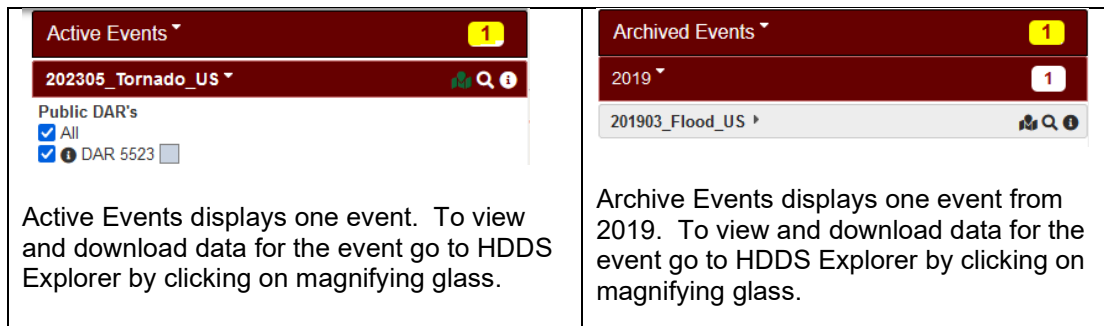 Active Events 1
202305_Tornado_US
Public DAR's
All
DAR 5523
Active Events displays one event.  To view
and download data for the event go to HDDS
Explorer by clicking on magnifying glass.
Archived Events 1
2019 1
201903_Flood_US
Archive Events displays one event from
2019.  To view and download data for the
event go to HDDS Explorer by clicking on
magnifying glass.